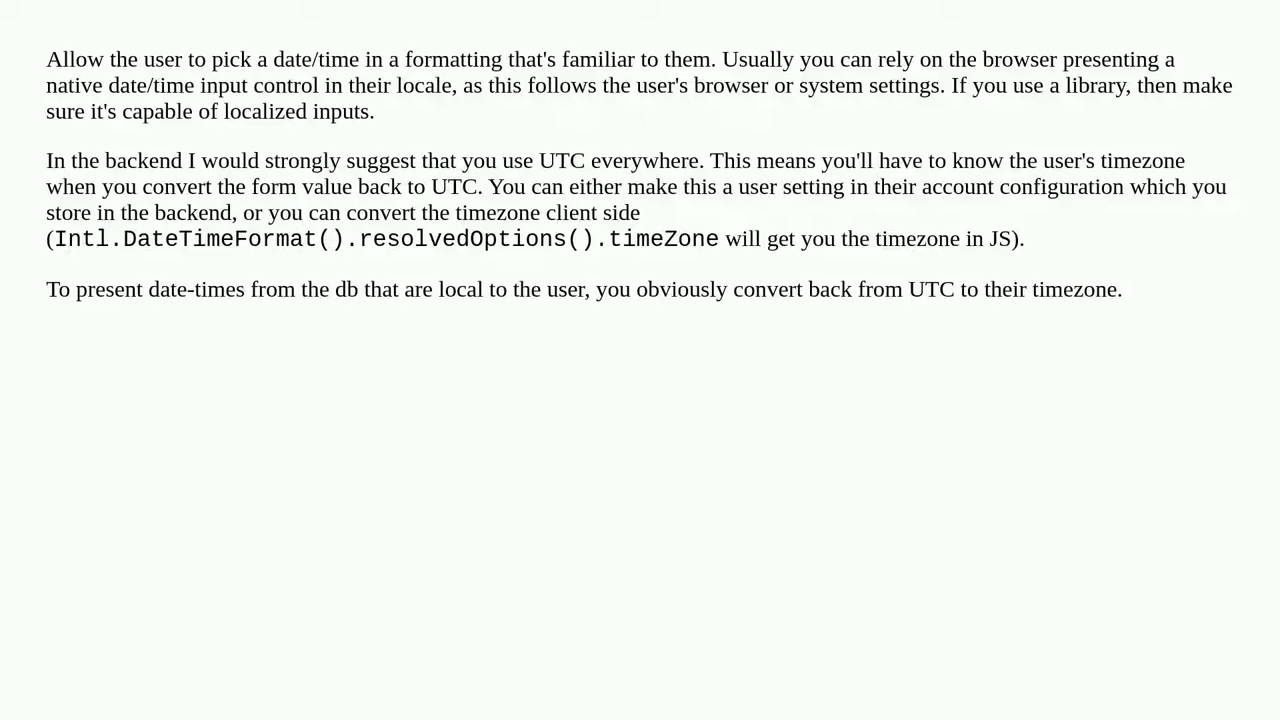 Allow the user to pick a date/time in a formatting that's familiar to them. Usually you can rely on the browser presenting a
native date/time input control in their locale, as this follows the user's browser or system settings. If you use a library, then make
sure it's capable of localized inputs.
In the backend I would strongly suggest that you use UTC everywhere. This means you'll have to know the user's timezone
when you convert the form value back to UTC. You can either make this a user setting in their account configuration which you
store in the backend, or you can convert the timezone client side
(Intl.DateTimeFormat().resolvedOptions().timeZone will get you the timezone in JS).
To present date-times from the db that are local to the user, you obviously convert back from UTC to their timezone.